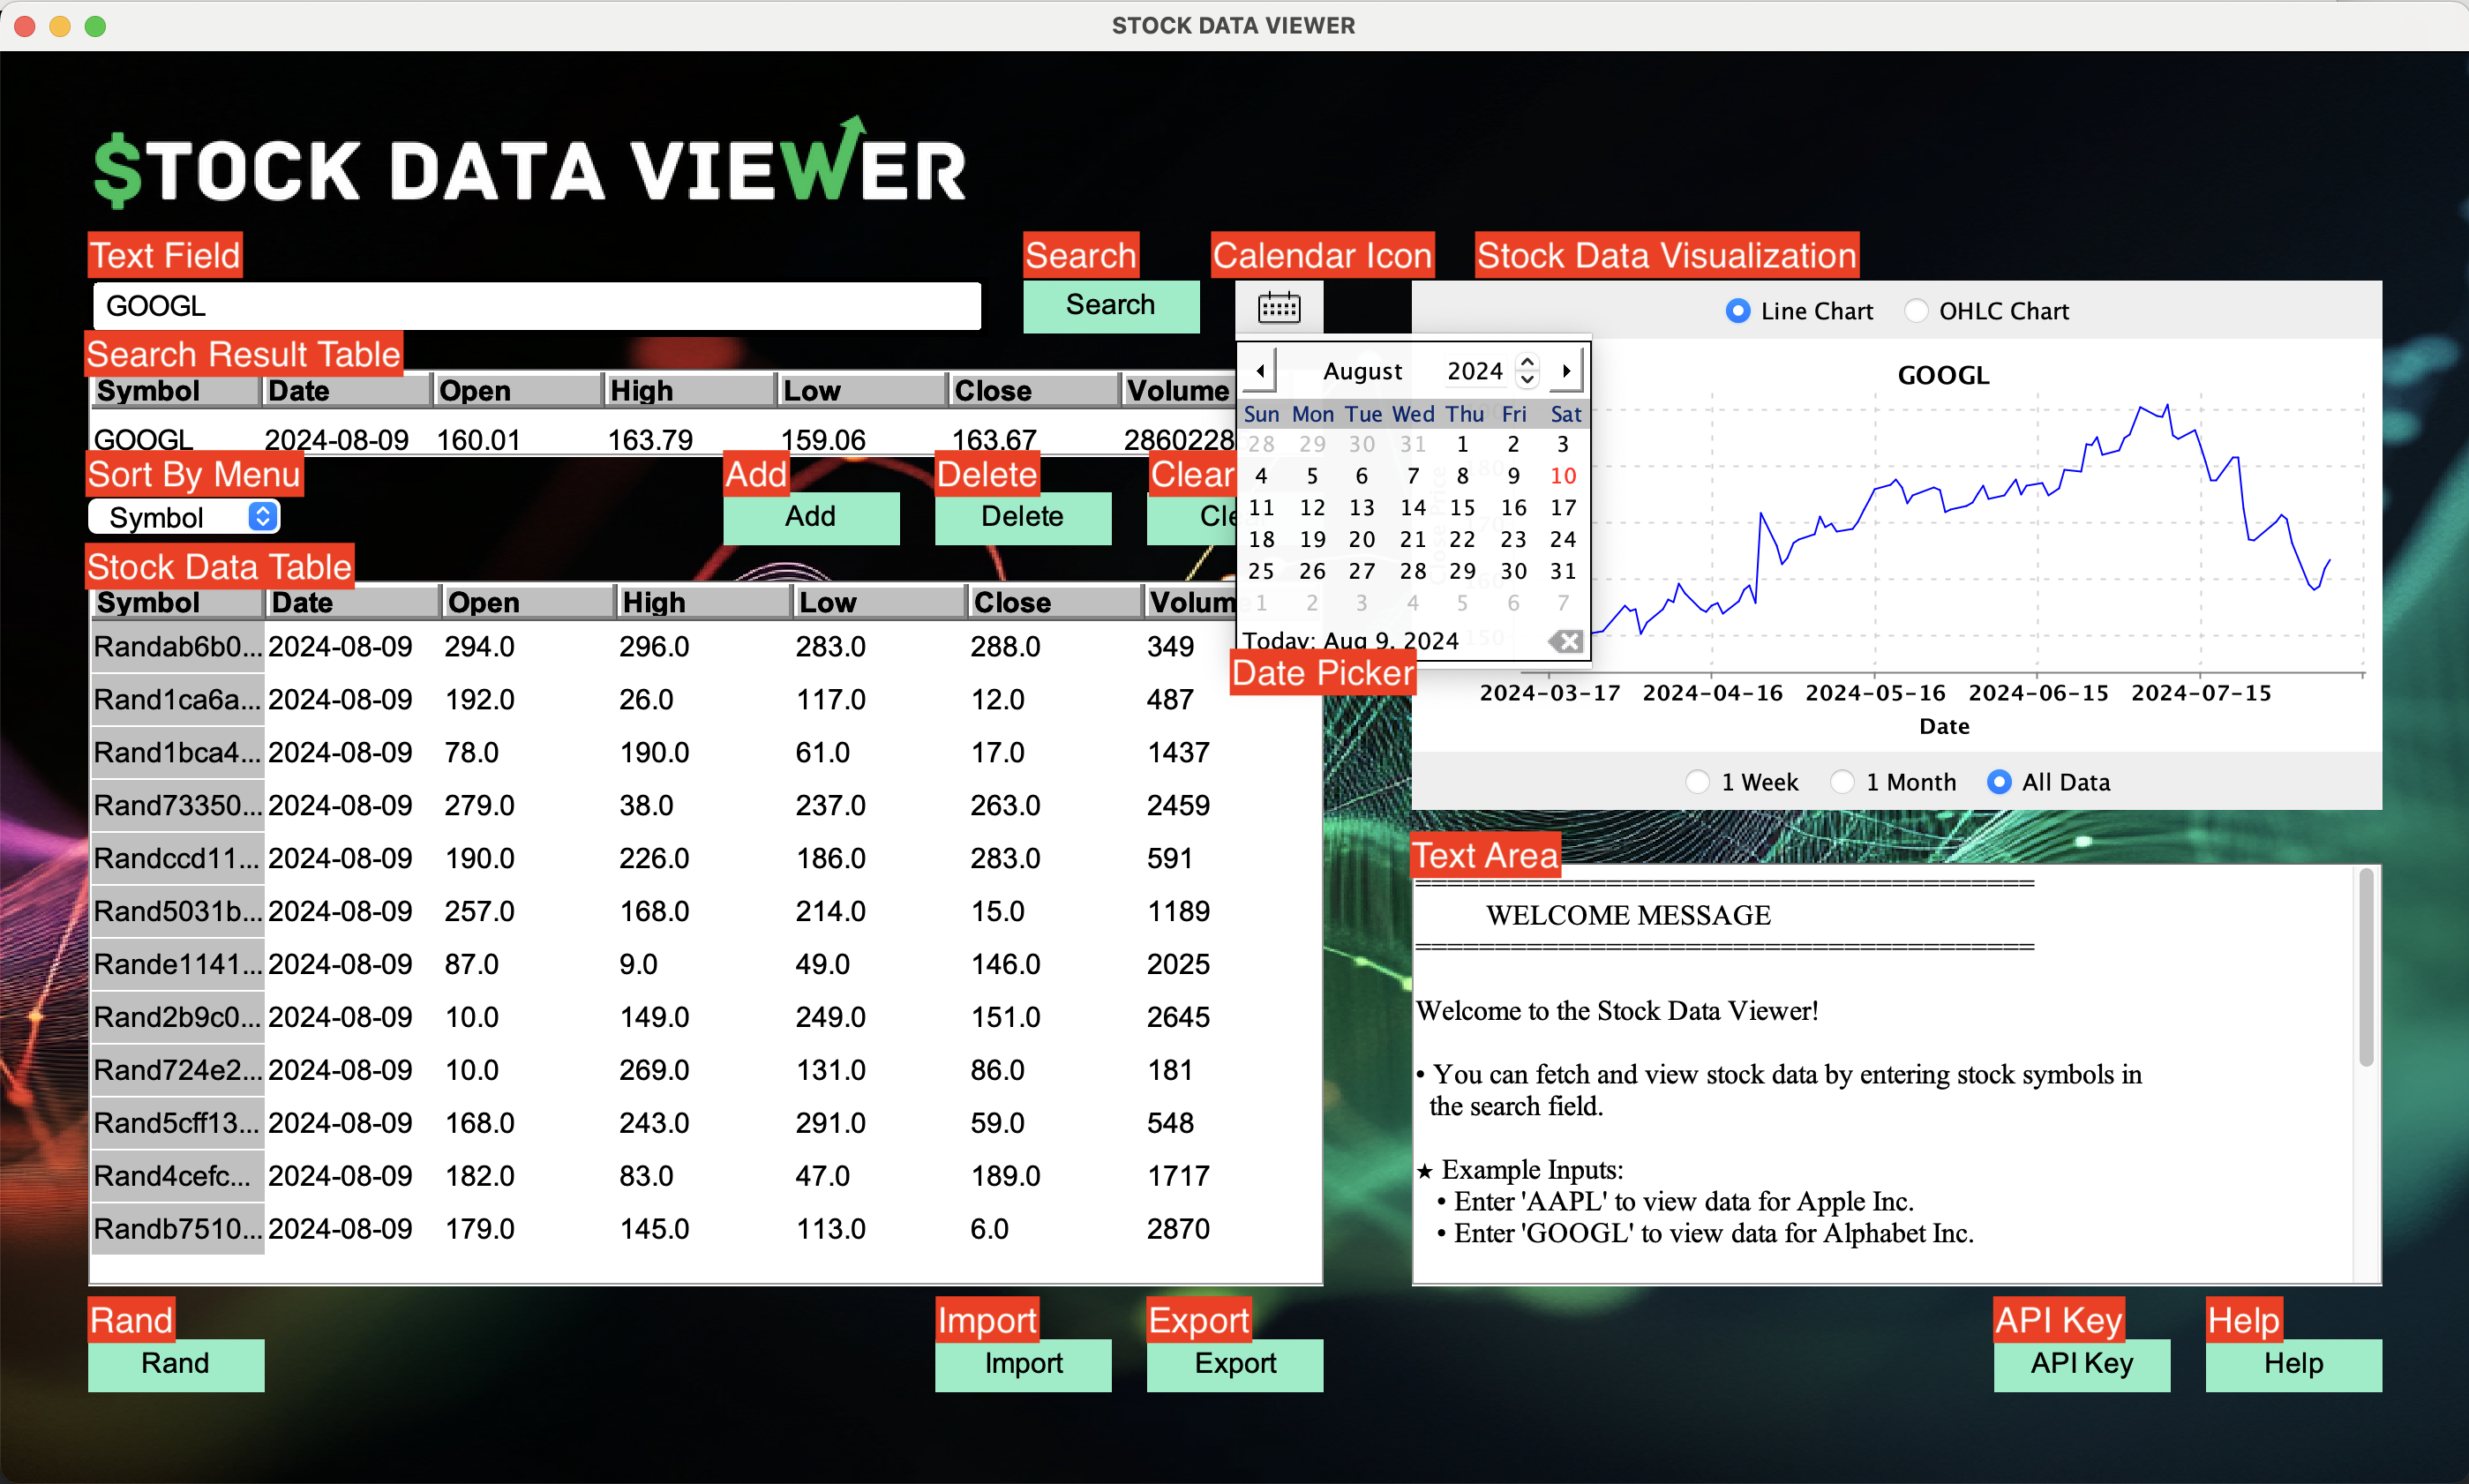 STOCK DATA VIEWER
$TOCK DATA VIEWER
Text Field
Search
Calendar Icon
Stock Data Visualization
GOOGL
Search
Line Chart
OHLC Chart
Search Result Table
Symbol Date Open High Low Close Volume
GOOGL 2024-08-09 160.01 163.79 159.06 163.67 2860228
August 2024
Sun Mon Tue Wed Thu Fri Sat
28 29 30 31 1 2 3
4 5 6 7 8 9 10
11 12 13 14 15 16 17
18 19 20 21 22 23 24
25 26 27 28 29 30 31
1 2 3 4 5 6 7
Today: Aug 9, 2024
Date Picker
GOOGL
2024-03-17 2024-04-16 2024-05-16 2024-06-15 2024-07-15
Date
1 Week
1 Month
All Data
Sort By Menu
Add
Delete
Clear
Symbol
Add
Delete
Stock Data Table
Symbol Date Open High Low Close Volum
Randab6b0... 2024-08-09 294.0 296.0 283.0 288.0 349
Rand1ca6a... 2024-08-09 192.0 26.0 117.0 12.0 487
Rand1bca4... 2024-08-09 78.0 190.0 61.0 17.0 1437
Rand73350... 2024-08-09 279.0 38.0 237.0 263.0 2459
Randccd11... 2024-08-09 190.0 226.0 186.0 283.0 591
Rand5031b... 2024-08-09 257.0 168.0 214.0 15.0 1189
Rande1141... 2024-08-09 87.0 9.0 49.0 146.0 2025
Rand2b9c0... 2024-08-09 10.0 149.0 249.0 151.0 2645
Rand724e2... 2024-08-09 10.0 269.0 131.0 86.0 181
Rand5cff13... 2024-08-09 168.0 243.0 291.0 59.0 548
Rand4cefc... 2024-08-09 182.0 83.0 47.0 189.0 1717
Randb7510... 2024-08-09 179.0 145.0 113.0 6.0 2870
Text Area
WELCOME MESSAGE
Welcome to the Stock Data Viewer!
• You can fetch and view stock data by entering stock symbols in
the search field.
★ Example Inputs:
• Enter 'AAPL' to view data for Apple Inc.
• Enter 'GOOGL' to view data for Alphabet Inc.
Rand
Import
Export
API Key
Help
Rand
Import
Export
API Key
Help